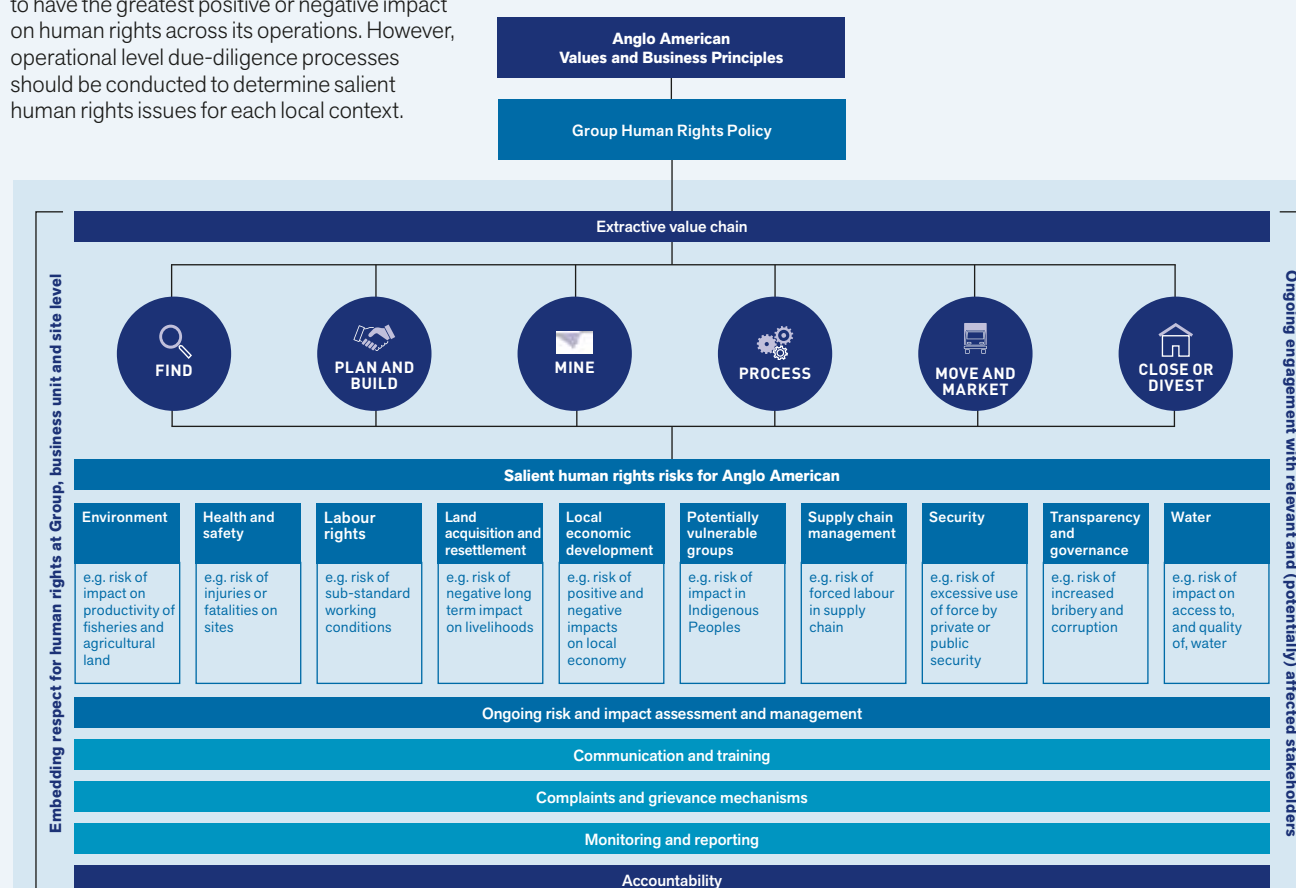 to have the greatest positive or negative impact
on human rights across its operations. However,
operational level due-diligence processes
should be conducted to determine salient
human rights issues for each local context.
Anglo American
Values and Business Principles
Group Human Rights Policy
Embedding respect for human rights at Group, business unit and site level
Extractive value chain
FIND
PLAN AND
BUILD
MINE
PROCESS
MOVE AND
MARKET
CLOSE OR
DIVEST
Salient human rights risks for Anglo American
Environment
e.g. risk of
impact on
productivity of
fisheries and
agricultural
land
Health and
safety
e.g. risk of
injuries or
fatalities on
sites
Labour
rights
e.g. risk of
sub-standard
working
conditions
Land
acquisition and
resettlement
e.g. risk of
negative long
term impact
on livelihoods
Local
economic
development
e.g. risk of
positive and
negative
impacts
on local
economy
Potentially
vulnerable
groups
e.g. risk of
impact in
Indigenous
Peoples
Supply chain
management
e.g. risk of
forced labour
in supply
chain
Security
e.g. risk of
excessive use
of force by
private or
public
security
Transparency
and
governance
e.g. risk of
increased
bribery and
corruption
Water
e.g. risk of
impact on
access to,
and quality
of, water
Ongoing risk and impact assessment and management
Communication and training
Complaints and grievance mechanisms
Monitoring and reporting
Accountability
Ongoing engagement with relevant and (potentially) affected stakeholders